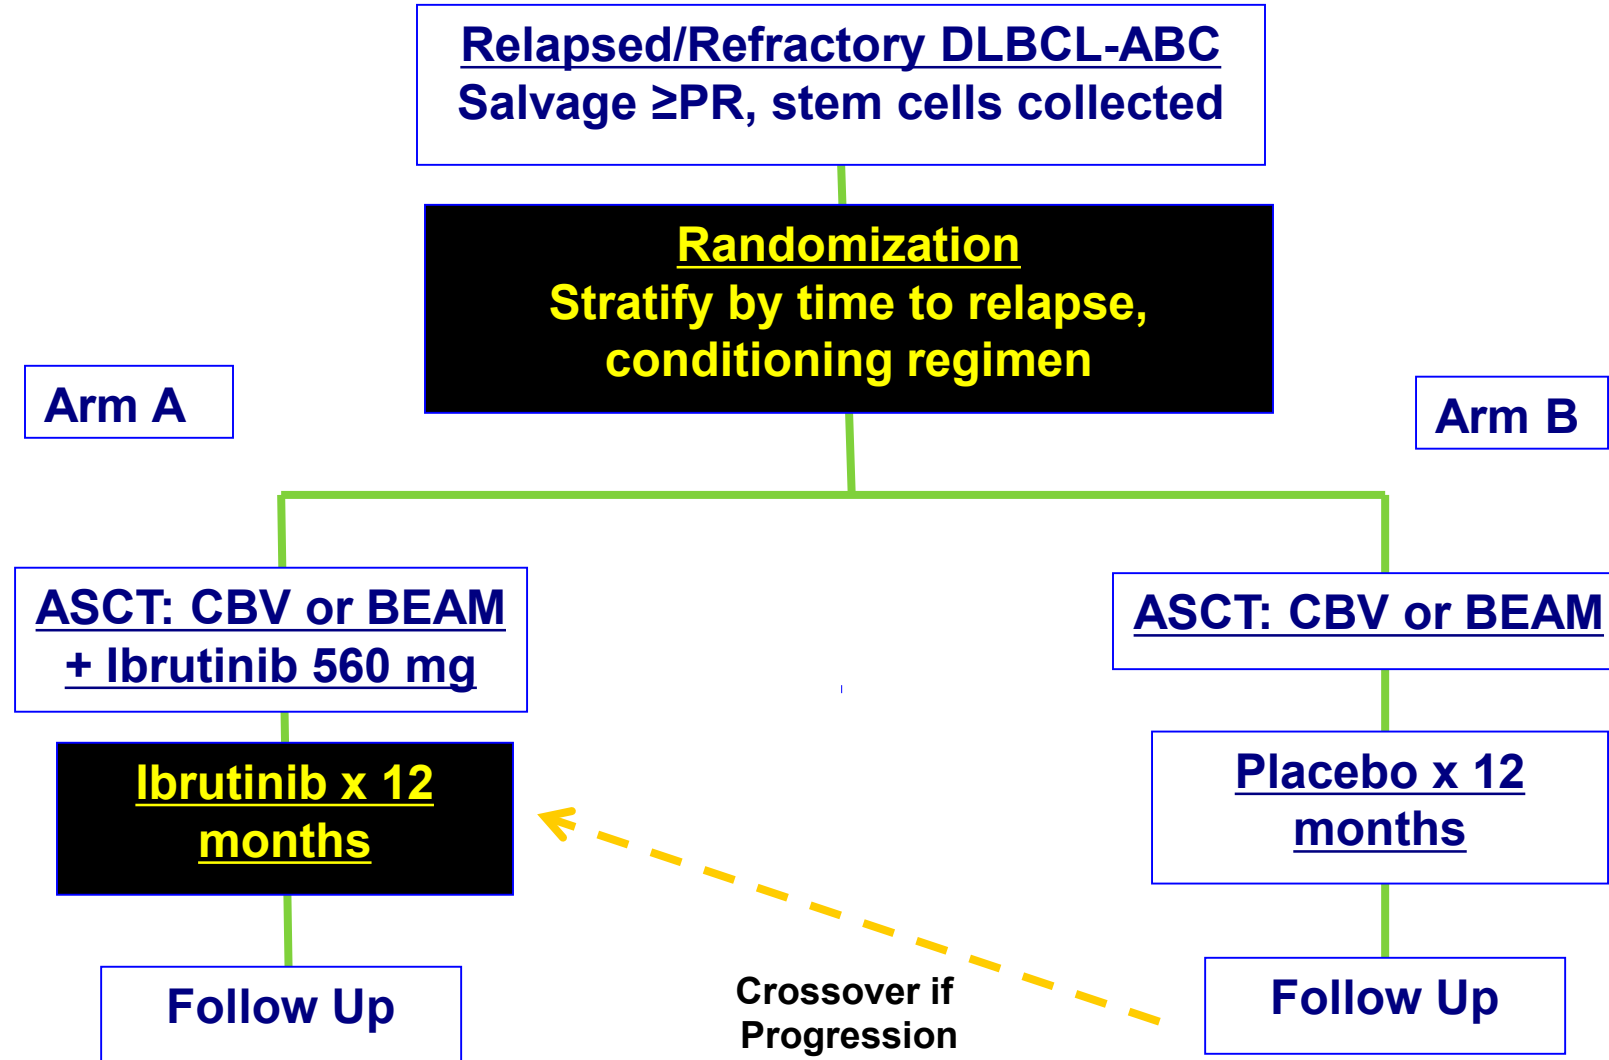 Relapsed/Refractory DLBCL-ABC
Salvage ≥PR, stem cells collected
Randomization
Stratify by time to relapse,
conditioning regimen
Arm A
Arm B
ASCT: CBV or BEAM
+ Ibrutinib 560 mg
ASCT: CBV or BEAM
Ibrutinib x 12
months
Placebo x 12
months
Follow Up
Crossover if
Progression
Follow Up